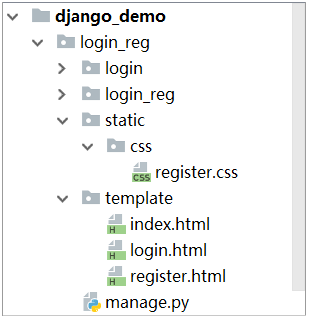 django_demo
login_reg
login
login_reg
static
css
register.css
template
index.html
login.html
register.html
manage.py